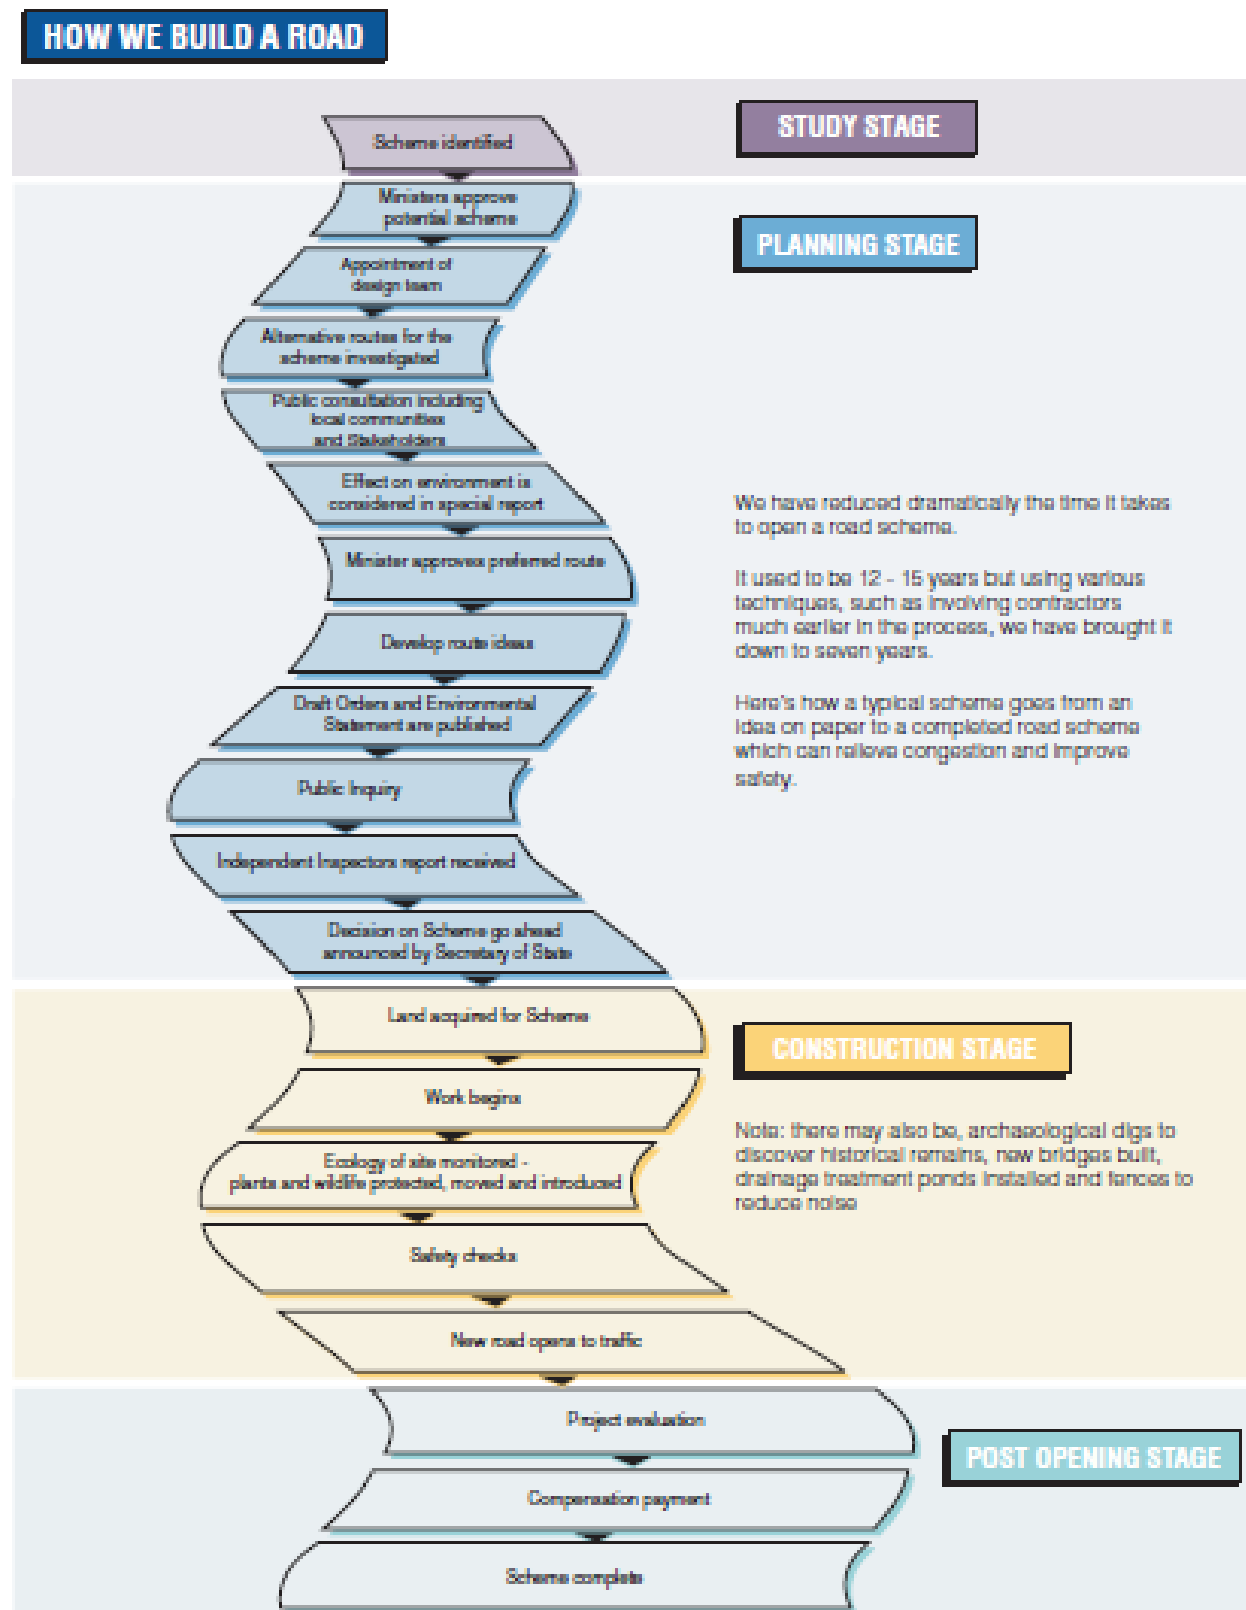 HOW WE BUILD A ROAD
STUDY STAGE
Scheme identified
Ministers approve
potential scheme
PLANNING STAGE
Appointment of
design team
Alternative routes for the
scheme investigated
Public consultation including
local communities
and Stakeholders
Effect on environment is
considered in special report
Minister approves preferred route
Develop route ideas
Draft Orders and Environmental
Statement are published
Public Inquiry
Independent Inspectors report received
Decision on Scheme go ahead
announced by Secretary of State
We have reduced dramatically the time it takes
to open a road scheme.
It used to be 12 - 15 years but using various
techniques, such as involving contractors
much earlier in the process, we have brought it
down to seven years.
Here's how a typical scheme goes from an
idea on paper to a completed road scheme
which can relieve congestion and improve
safety.
Land acquired for Scheme
CONSTRUCTION STAGE
Work begins
Ecology of site monitored -
plants and wildlife protected, moved and introduced
Safety checks
New road opens to traffic
Note: there may also be, archaeological digs to
discover historical remains, new bridges built,
drainage treatment ponds installed and fences to
reduce noise
Project evaluation
POST OPENING STAGE
Compensation payment
Scheme complete